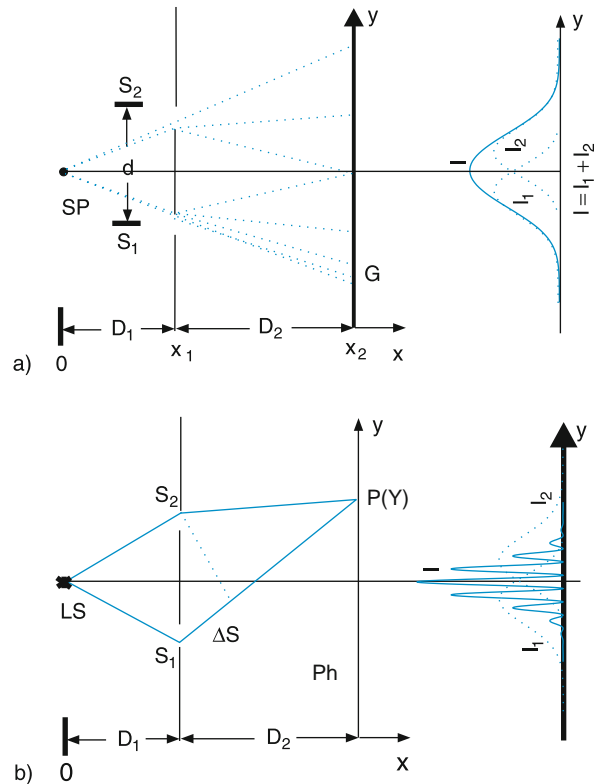 y
y
S₂
I₂
d
I
I = I₁ + I₂
SP
I₁
S₁
G
D₁
D₂
x₁
x₂
x
a)
0
y
y
S₂
P(Y)
I₂
I
LS
ΔS
S₁
I₁
Ph
D₁
D₂
x
b)
0